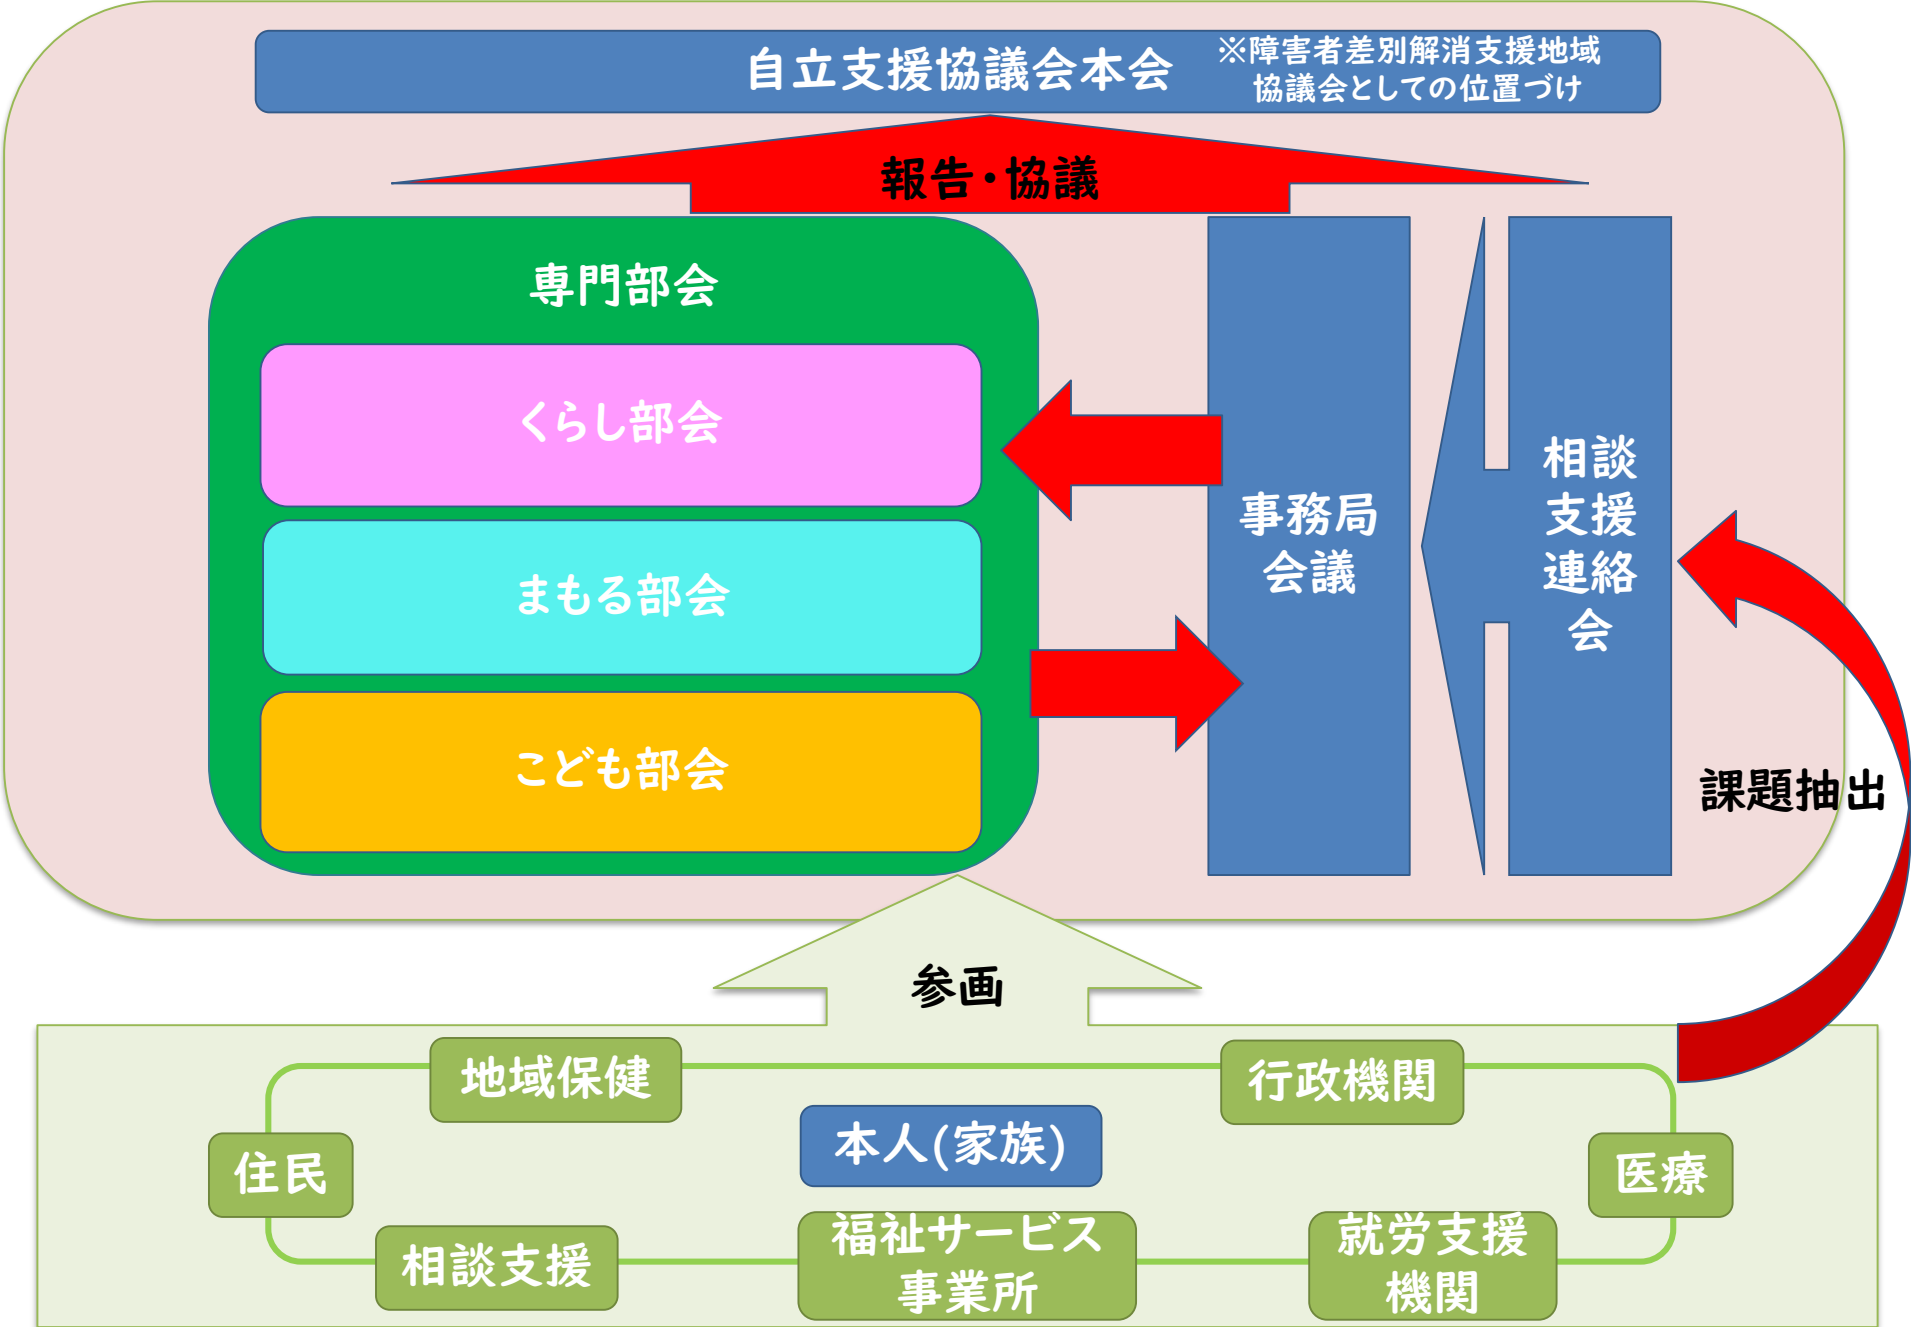 自立支援協議会本会
※障害者差別解消支援地域
協議会としての位置づけ
報告・協議
専門部会
くらし部会
まもる部会
こども部会
事務局
会議
相談
支援
連絡
会
課題抽出
参画
地域保健
行政機関
本人(家族)
住民
医療
相談支援
福祉サービス
事業所
就労支援
機関